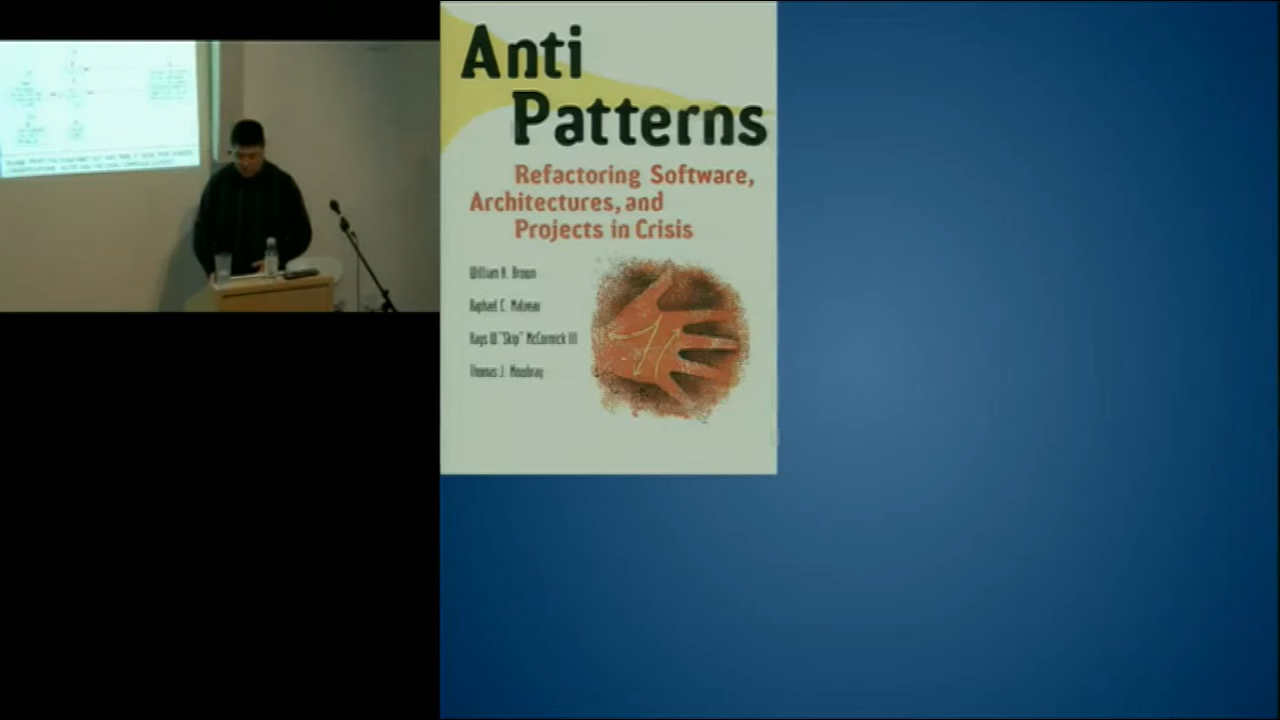 Anti
Patterns
Refactoring Software,
Architectures, and
Projects in Crisis
William H. Brown
Raphael C. Malveau
Hays W. "Skip" McCormick III
Thomas J. Mowbray